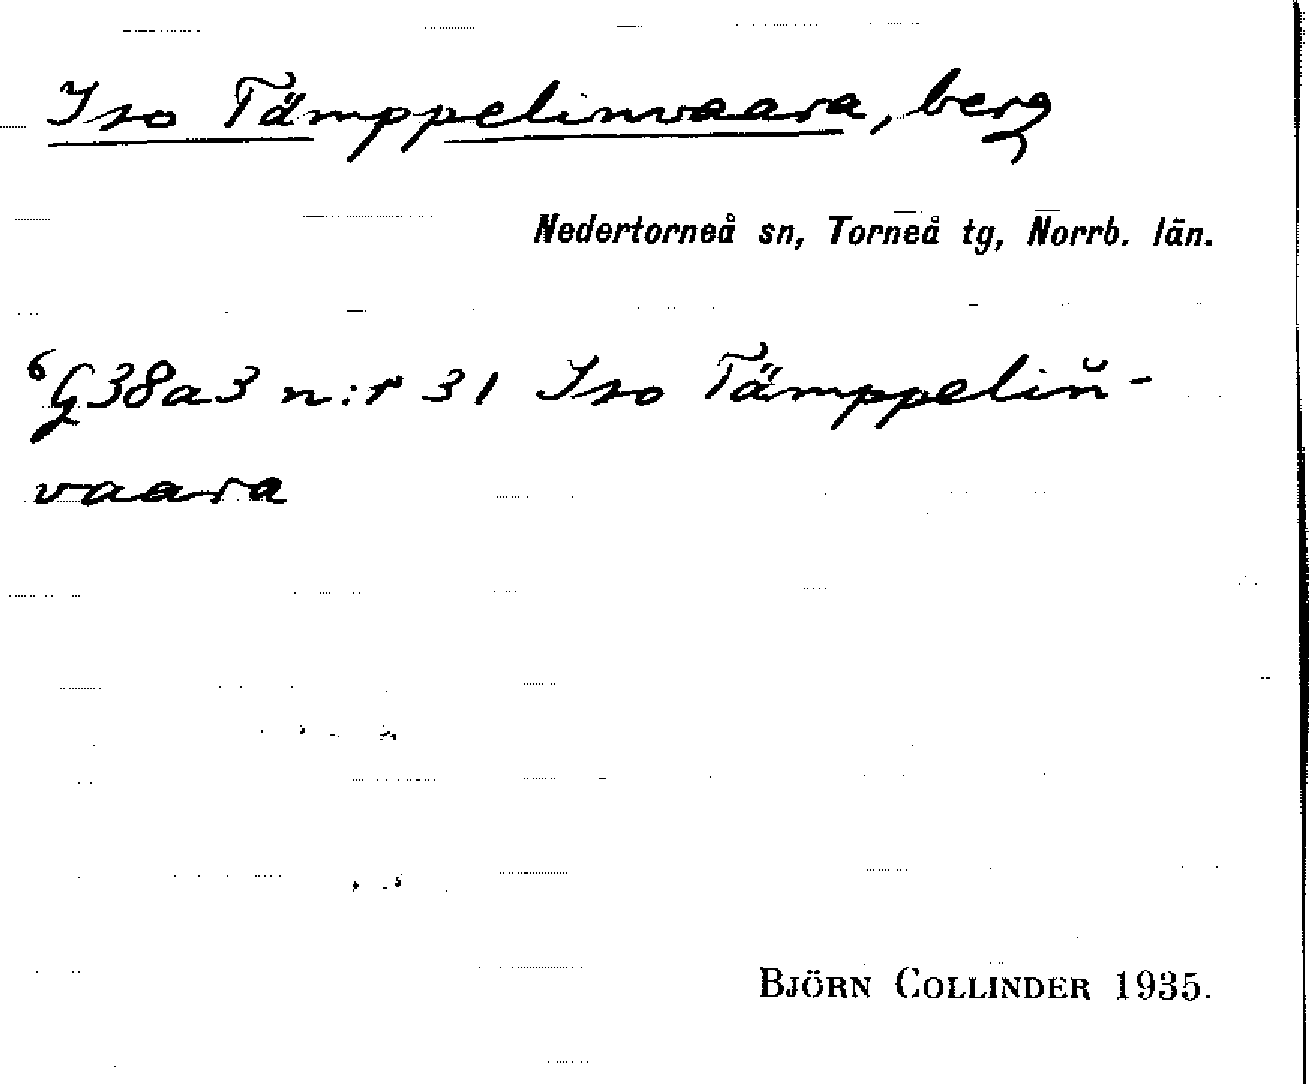 Iso Tämppelinvaara, berg
Nedertorneå sn, Torneå tg, Norrb. län.
⁶G38a3 n:r 31 Iso Tämppelin̆-
vaara
BJÖRN COLLINDER 1935.